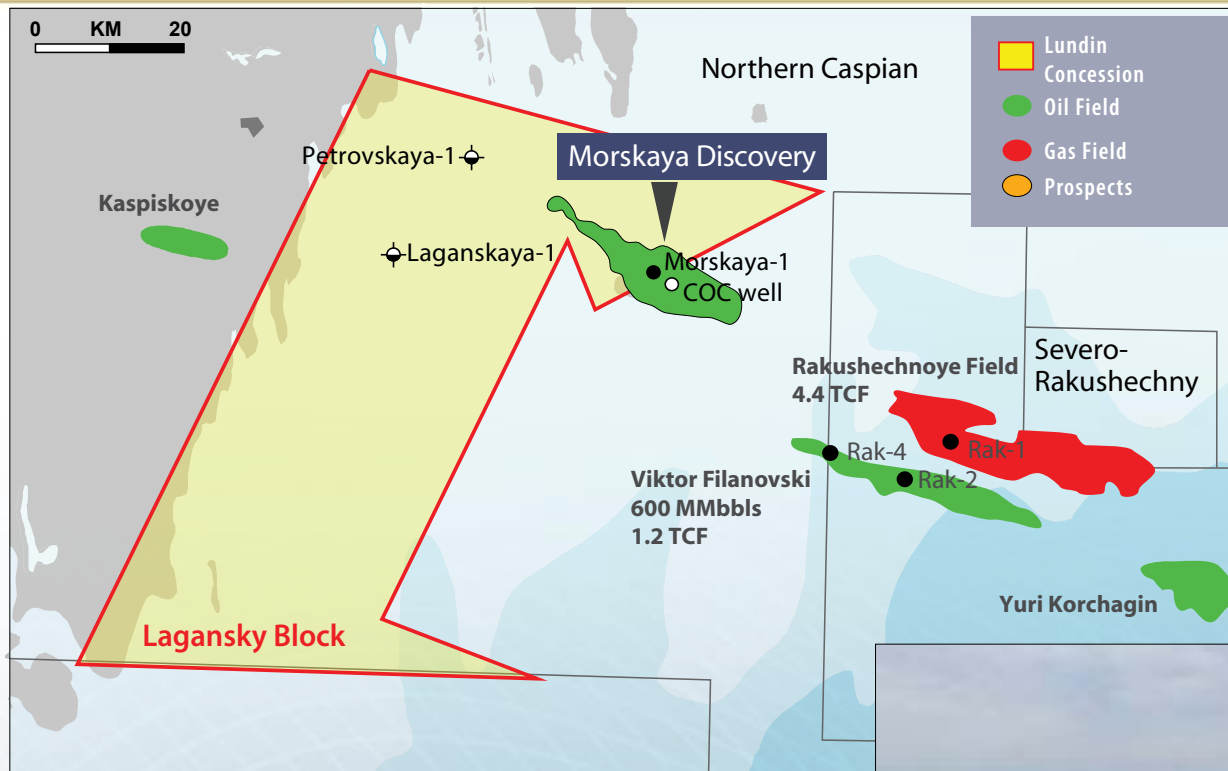 0 KM 20
Northern Caspian
Lundin
Concession
Oil Field
Gas Field
Prospects
Petrovskaya-1
Morskaya Discovery
Kaspiskoye
Laganskaya-1
Morskaya-1
COC well
Severo-
Rakushechny
Rakushechnoye Field
4.4 TCF
Rak-4
Rak-1
Rak-2
Viktor Filanovski
600 MMbbls
1.2 TCF
Yuri Korchagin
Lagansky Block